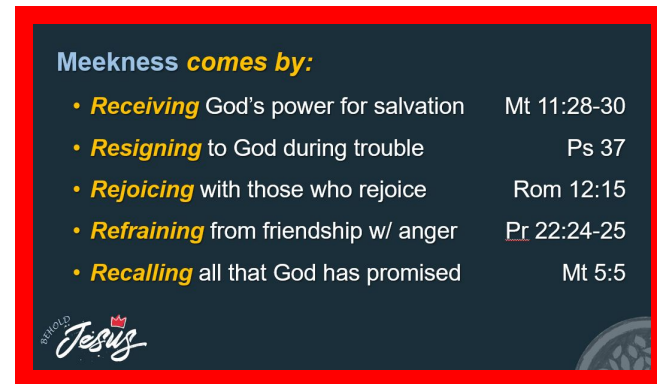 Meekness comes by:
• Receiving God's power for salvation Mt 11:28-30
• Resigning to God during trouble Ps 37
• Rejoicing with those who rejoice Rom 12:15
• Refraining from friendship w/ anger Pr 22:24-25
• Recalling all that God has promised Mt 5:5
BEHOLD
Jesus